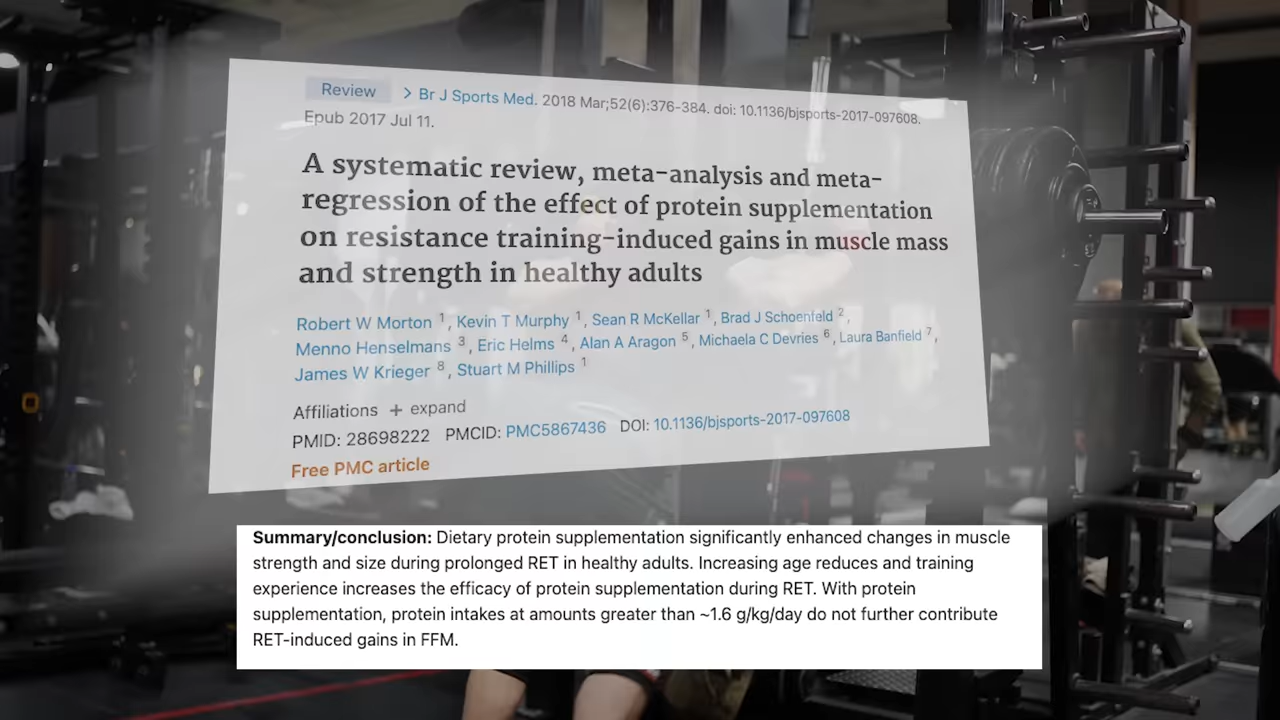 Review > Br J Sports Med. 2018 Mar;52(6):376-384. doi: 10.1136/bjsports-2017-097608.
Epub 2017 Jul 11.
A systematic review, meta-analysis and meta-
regression of the effect of protein supplementation
on resistance training-induced gains in muscle mass
and strength in healthy adults
Robert W Morton 1, Kevin T Murphy 1, Sean R McKellar 1, Brad J Schoenfeld 2,
Menno Henselmans 3, Eric Helms 4, Alan A Aragon 5, Michaela C Devries 6, Laura Banfield 7,
James W Krieger 8, Stuart M Phillips 1
Affiliations + expand
PMID: 28698222 PMCID: PMC5867436 DOI: 10.1136/bjsports-2017-097608
Free PMC article
Summary/conclusion: Dietary protein supplementation significantly enhanced changes in muscle
strength and size during prolonged RET in healthy adults. Increasing age reduces and training
experience increases the efficacy of protein supplementation during RET. With protein
supplementation, protein intakes at amounts greater than ~1.6 g/kg/day do not further contribute
RET-induced gains in FFM.